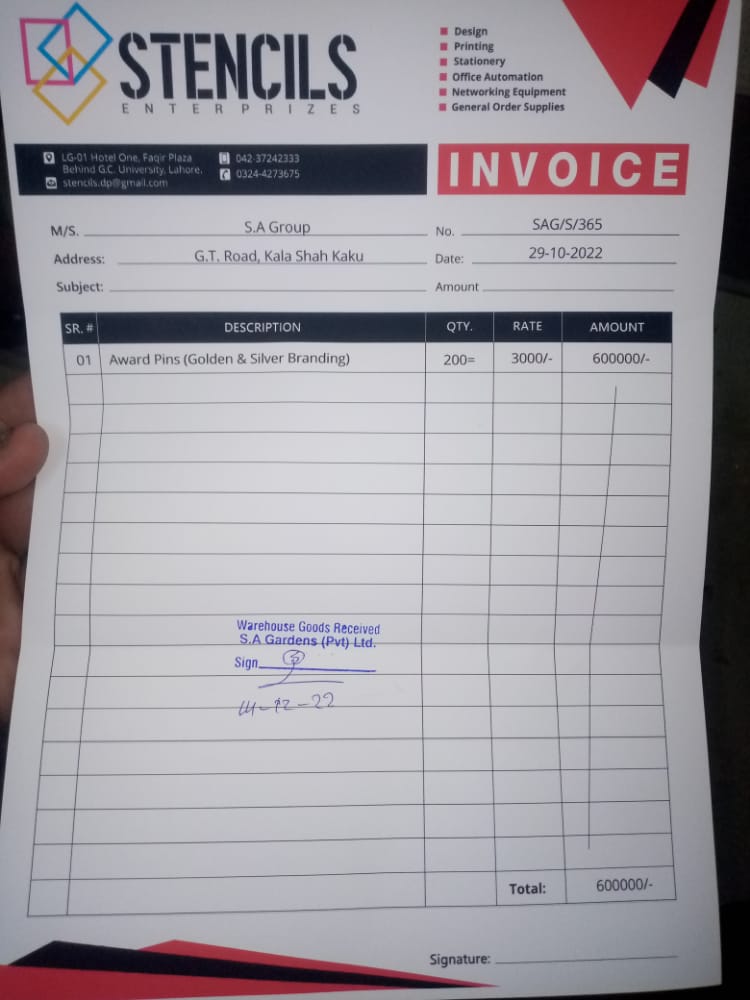 STENCILS
ENTERPRIZES
Design
Printing
Stationery
Office Automation
Networking Equipment
General Order Supplies
LG-01 Hotel One, Faqir Plaza
Behind G.C. University, Lahore.
stencils.dp@gmail.com
042-37242333
0324-4273675
INVOICE
M/S. S.A Group
No. SAG/S/365
Address: G.T. Road, Kala Shah Kaku
Date: 29-10-2022
Subject:
Amount
SR. # DESCRIPTION QTY. RATE AMOUNT
01 Award Pins (Golden & Silver Branding) 200= 3000/- 600000/-
Warehouse Goods Received
S.A Gardens (Pvt) Ltd.
Sign
14-12-22
Total: 600000/-
Signature: